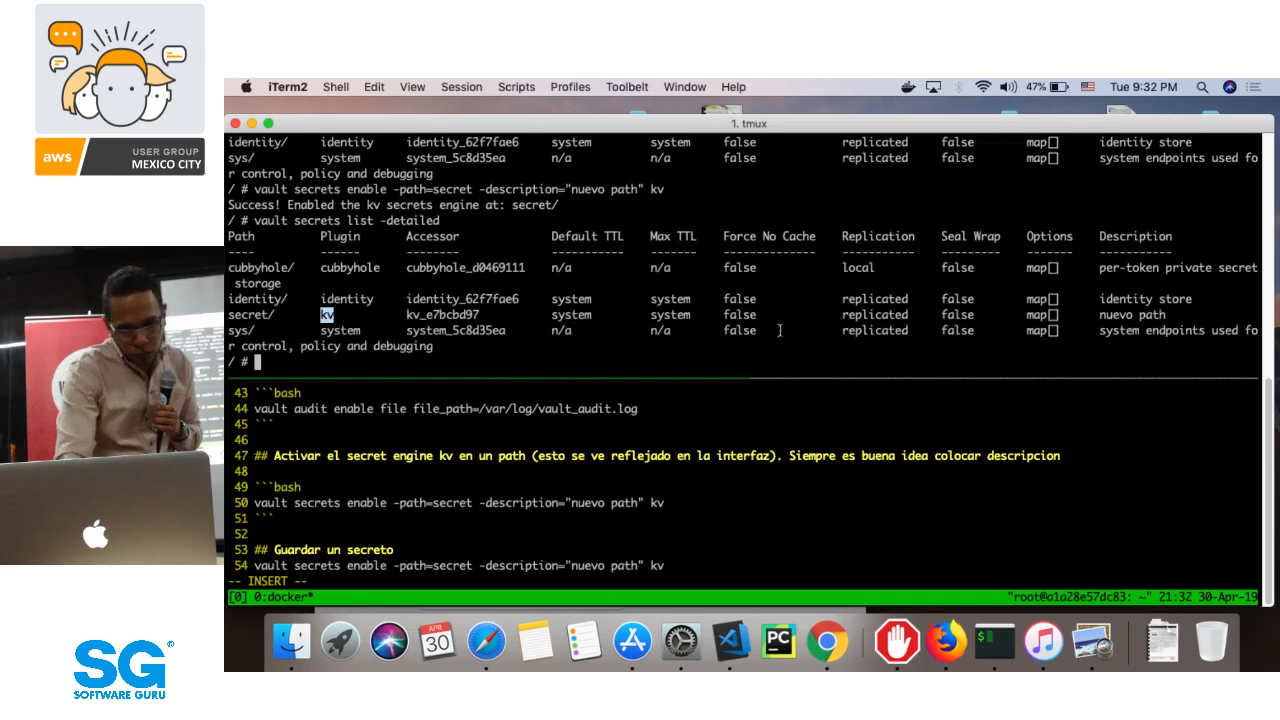 aws USER GROUP
MEXICO CITY
iTerm2 Shell Edit View Session Scripts Profiles Toolbelt Window Help 47% Tue 9:32 PM
1. tmux
identity/ identity identity_62f7fae6 system system false replicated false map[] identity store
sys/ system system_5c8d35ea n/a n/a false replicated false map[] system endpoints used fo
r control, policy and debugging
/ # vault secrets enable -path=secret -description="nuevo path" kv
Success! Enabled the kv secrets engine at: secret/
/ # vault secrets list -detailed
Path Plugin Accessor Default TTL Max TTL Force No Cache Replication Seal Wrap Options Description
---- ------ -------- ----------- ------- -------------- ----------- --------- ------- -----------
cubbyhole/ cubbyhole cubbyhole_d0469111 n/a n/a false local false map[] per-token private secret
storage
identity/ identity identity_62f7fae6 system system false replicated false map[] identity store
secret/ kv kv_e7bcbd97 system system false replicated false map[] nuevo path
sys/ system system_5c8d35ea n/a n/a false replicated false map[] system endpoints used fo
r control, policy and debugging
/ #
43 ```bash
44 vault audit enable file file_path=/var/log/vault_audit.log
45 ```
46
47 ## Activar el secret engine kv en un path (esto se ve reflejado en la interfaz). Siempre es buena idea colocar descripcion
48
49 ```bash
50 vault secrets enable -path=secret -description="nuevo path" kv
51 ```
52
53 ## Guardar un secreto
54 vault secrets enable -path=secret -description="nuevo path" kv
-- INSERT --
[0] 0:docker* "root@a1a28e57dc83: ~" 21:32 30-Apr-19
APR
30
PC
$
SG
SOFTWARE GURU